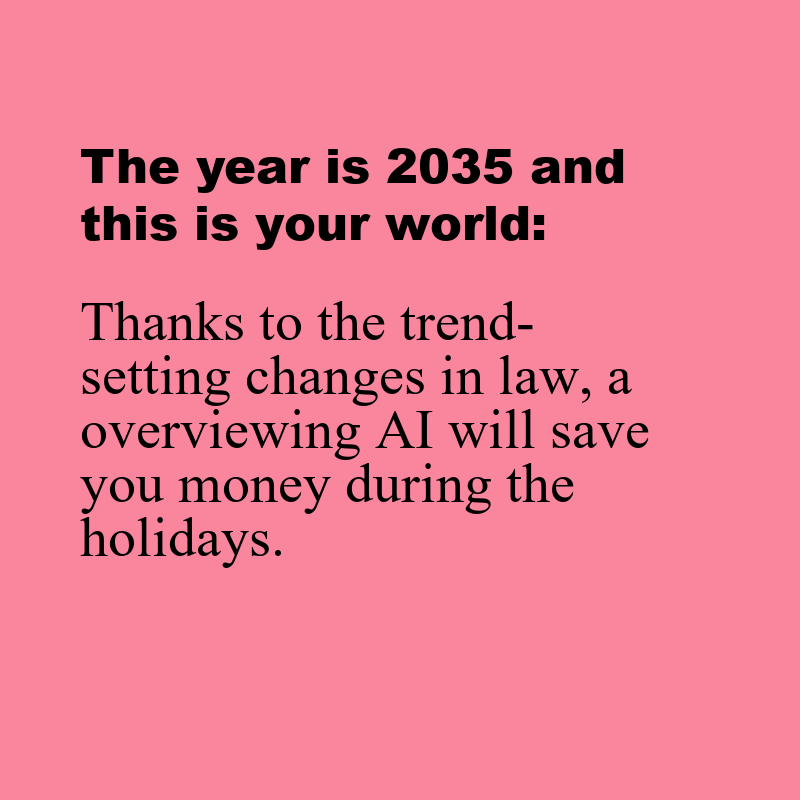 The year is 2035 and
this is your world:
Thanks to the trend-
setting changes in law, a
overviewing AI will save
you money during the
holidays.